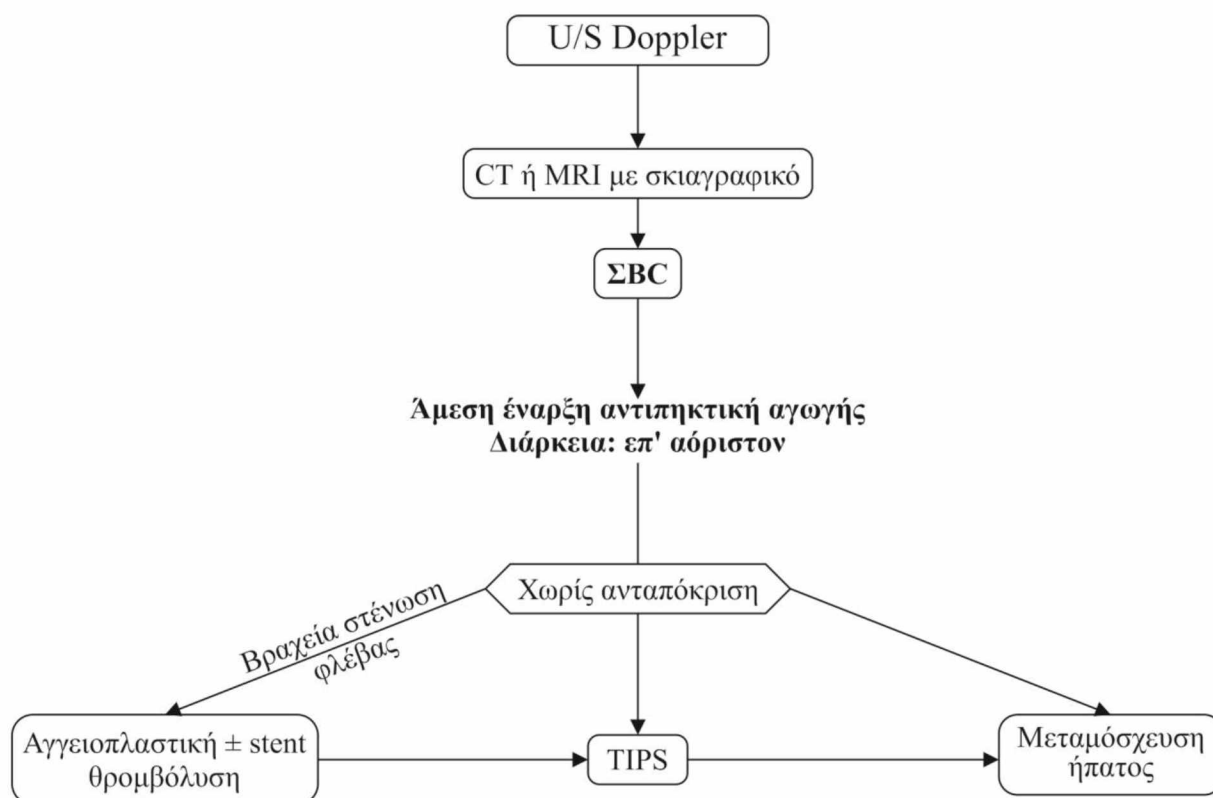 U/S Doppler
CT ή MRI με σκιαγραφικό
ΣBC
Άμεση έναρξη αντιπηκτική αγωγής
Διάρκεια: επ' αόριστον
Χωρίς ανταπόκριση
Βραχεία στένωση
φλέβας
Αγγειοπλαστική ± stent
θρομβόλυση
TIPS
Μεταμόσχευση
ήπατος